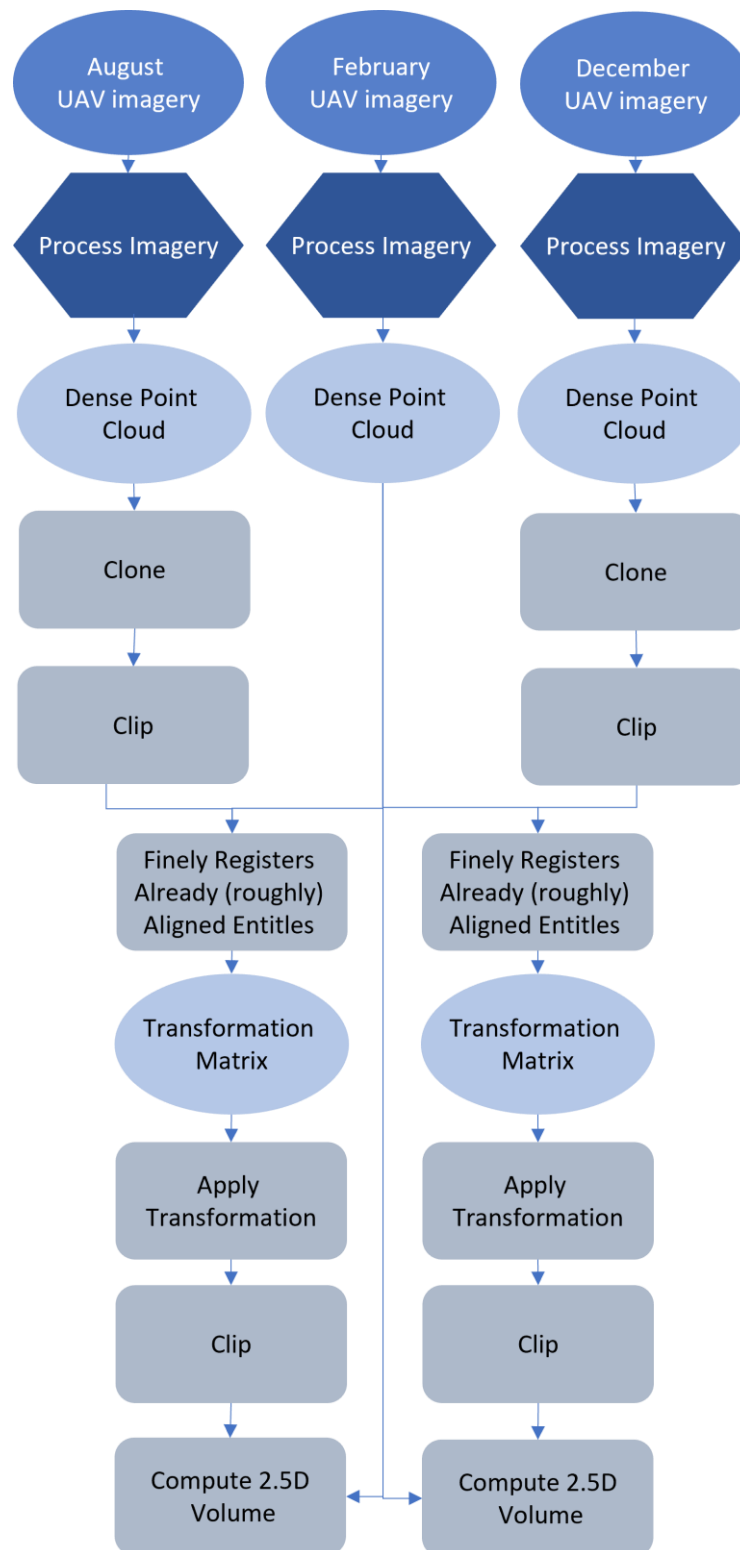 August
UAV imagery
February
UAV imagery
December
UAV imagery
Process Imagery
Process Imagery
Process Imagery
Dense Point
Cloud
Dense Point
Cloud
Dense Point
Cloud
Clone
Clone
Clip
Clip
Finely Registers
Already (roughly)
Aligned Entitles
Finely Registers
Already (roughly)
Aligned Entitles
Transformation
Matrix
Transformation
Matrix
Apply
Transformation
Apply
Transformation
Clip
Clip
Compute 2.5D
Volume
Compute 2.5D
Volume